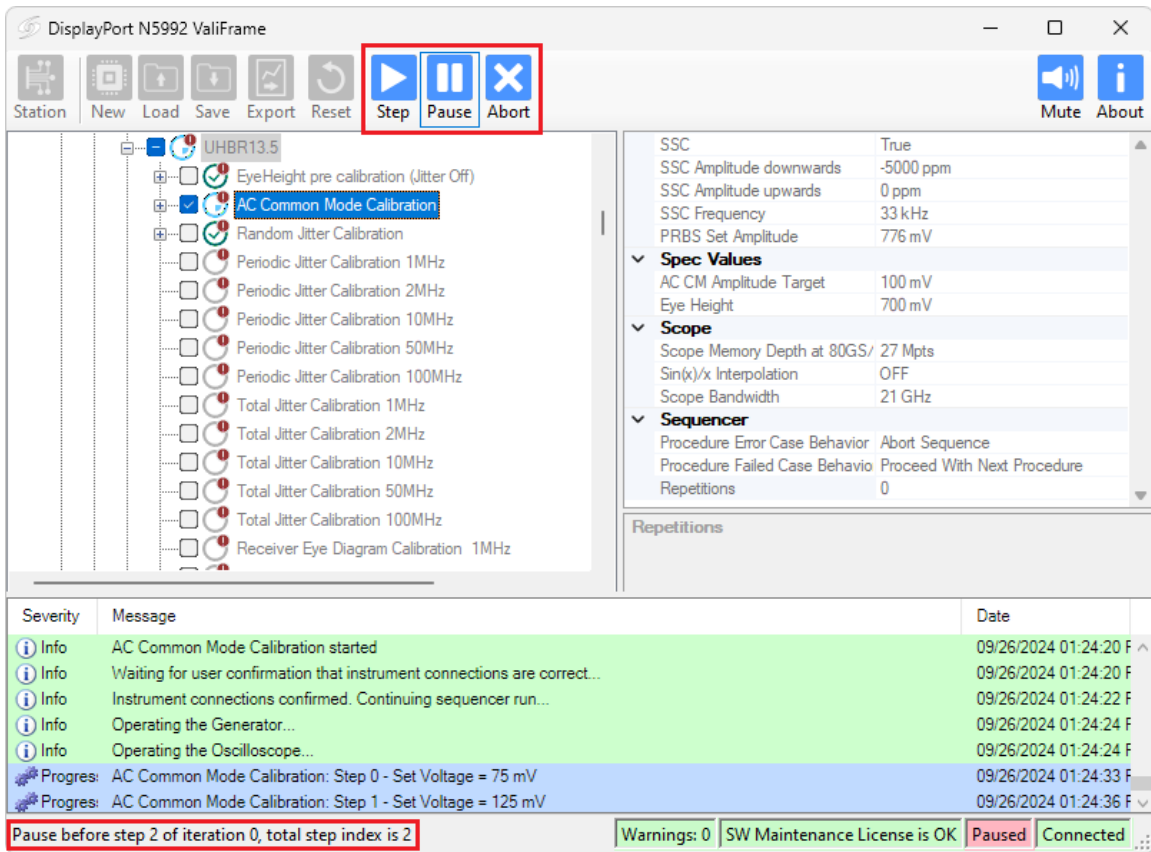 DisplayPort N5992 ValiFrame
Station New Load Save Export Reset Step Pause Abort Mute About
UHBR13.5
EyeHeight pre calibration (Jitter Off)
AC Common Mode Calibration
Random Jitter Calibration
Periodic Jitter Calibration 1MHz
Periodic Jitter Calibration 2MHz
Periodic Jitter Calibration 10MHz
Periodic Jitter Calibration 50MHz
Periodic Jitter Calibration 100MHz
Total Jitter Calibration 1MHz
Total Jitter Calibration 2MHz
Total Jitter Calibration 10MHz
Total Jitter Calibration 50MHz
Total Jitter Calibration 100MHz
Receiver Eye Diagram Calibration 1MHz
SSC True
SSC Amplitude downwards -5000 ppm
SSC Amplitude upwards 0 ppm
SSC Frequency 33 kHz
PRBS Set Amplitude 776 mV
Spec Values
AC CM Amplitude Target 100 mV
Eye Height 700 mV
Scope
Scope Memory Depth at 80GS/ 27 Mpts
Sin(x)/x Interpolation OFF
Scope Bandwidth 21 GHz
Sequencer
Procedure Error Case Behavior Abort Sequence
Procedure Failed Case Behavio Proceed With Next Procedure
Repetitions 0
Repetitions
Severity Message Date
Info AC Common Mode Calibration started 09/26/2024 01:24:20 P
Info Waiting for user confirmation that instrument connections are correct... 09/26/2024 01:24:20 P
Info Instrument connections confirmed. Continuing sequencer run... 09/26/2024 01:24:22 P
Info Operating the Generator... 09/26/2024 01:24:24 P
Info Operating the Oscilloscope... 09/26/2024 01:24:24 P
Progres AC Common Mode Calibration: Step 0 - Set Voltage = 75 mV 09/26/2024 01:24:33 P
Progres AC Common Mode Calibration: Step 1 - Set Voltage = 125 mV 09/26/2024 01:24:36 P
Pause before step 2 of iteration 0, total step index is 2 Warnings: 0 SW Maintenance License is OK Paused Connected